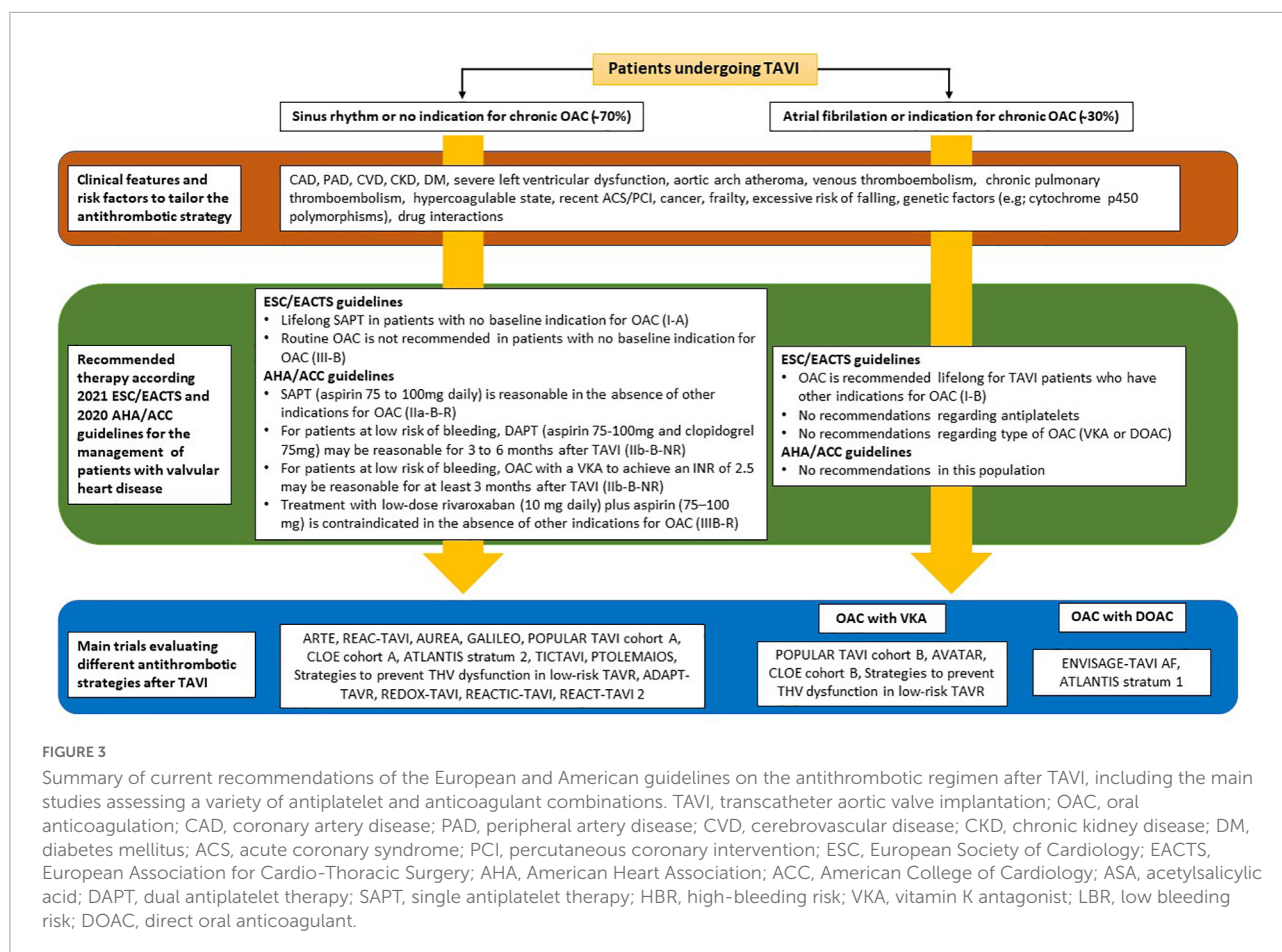 Patients undergoing TAVI
Sinus rhythm or no indication for chronic OAC (~70%)
Atrial fibrilation or indication for chronic OAC (~30%)
Clinical features and
risk factors to tailor the
antithrombotic strategy
CAD, PAD, CVD, CKD, DM, severe left ventricular dysfunction, aortic arch atheroma, venous thromboembolism, chronic pulmonary
thromboembolism, hypercoagulable state, recent ACS/PCI, cancer, frailty, excessive risk of falling, genetic factors (e.g; cytochrome p450
polymorphisms), drug interactions
Recommended
therapy according
2021 ESC/EACTS and
2020 AHA/ACC
guidelines for the
management of
patients with valvular
heart disease
ESC/EACTS guidelines
• Lifelong SAPT in patients with no baseline indication for OAC (I-A)
• Routine OAC is not recommended in patients with no baseline indication for
OAC (III-B)
AHA/ACC guidelines
• SAPT (aspirin 75 to 100mg daily) is reasonable in the absence of other
indications for OAC (IIa-B-R)
• For patients at low risk of bleeding, DAPT (aspirin 75-100mg and clopidogrel
75mg) may be reasonable for 3 to 6 months after TAVI (IIb-B-NR)
• For patients at low risk of bleeding, OAC with a VKA to achieve an INR of 2.5
may be reasonable for at least 3 months after TAVI (IIb-B-NR)
• Treatment with low-dose rivaroxaban (10 mg daily) plus aspirin (75–100
mg) is contraindicated in the absence of other indications for OAC (IIIB-R)
ESC/EACTS guidelines
• OAC is recommended lifelong for TAVI patients who have
other indications for OAC (I-B)
• No recommendations regarding antiplatelets
• No recommendations regarding type of OAC (VKA or DOAC)
AHA/ACC guidelines
• No recommendations in this population
Main trials evaluating
different antithrombotic
strategies after TAVI
ARTE, REAC-TAVI, AUREA, GALILEO, POPULAR TAVI cohort A,
CLOE cohort A, ATLANTIS stratum 2, TICTAVI, PTOLEMAIOS,
Strategies to prevent THV dysfunction in low-risk TAVR, ADAPT-
TAVR, REDOX-TAVI, REACTIC-TAVI, REACT-TAVI 2
OAC with VKA
POPULAR TAVI cohort B, AVATAR,
CLOE cohort B, Strategies to prevent
THV dysfunction in low-risk TAVR
OAC with DOAC
ENVISAGE-TAVI AF,
ATLANTIS stratum 1
FIGURE 3
Summary of current recommendations of the European and American guidelines on the antithrombotic regimen after TAVI, including the main
studies assessing a variety of antiplatelet and anticoagulant combinations. TAVI, transcatheter aortic valve implantation; OAC, oral
anticoagulation; CAD, coronary artery disease; PAD, peripheral artery disease; CVD, cerebrovascular disease; CKD, chronic kidney disease; DM,
diabetes mellitus; ACS, acute coronary syndrome; PCI, percutaneous coronary intervention; ESC, European Society of Cardiology; EACTS,
European Association for Cardio-Thoracic Surgery; AHA, American Heart Association; ACC, American College of Cardiology; ASA, acetylsalicylic
acid; DAPT, dual antiplatelet therapy; SAPT, single antiplatelet therapy; HBR, high-bleeding risk; VKA, vitamin K antagonist; LBR, low bleeding
risk; DOAC, direct oral anticoagulant.